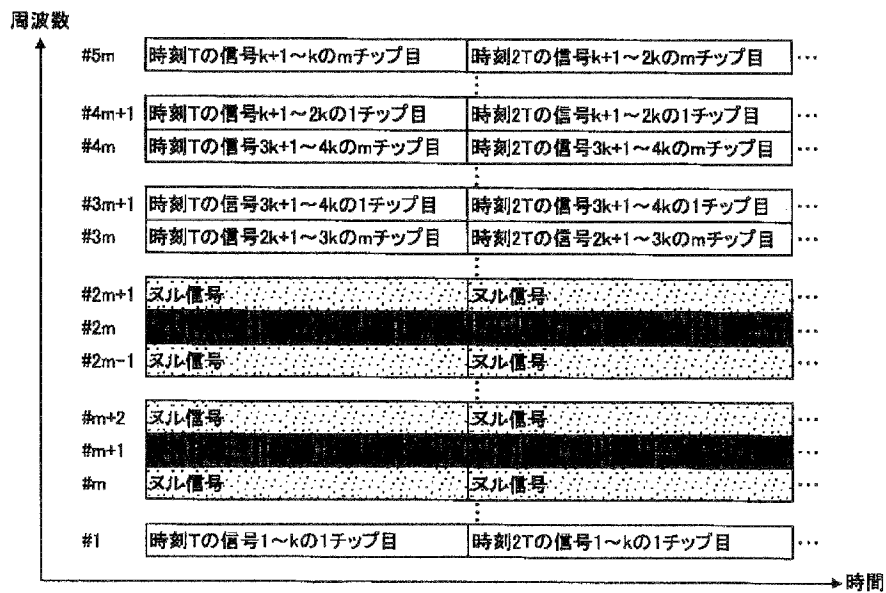 周波数
#5m 時刻Tの信号k+1～kのmチップ目 時刻2Tの信号k+1～2kのmチップ目 …
#4m+1 時刻Tの信号k+1～2kの1チップ目 時刻2Tの信号k+1～2kの1チップ目 …
#4m 時刻Tの信号3k+1～4kのmチップ目 時刻2Tの信号3k+1～4kのmチップ目 …
#3m+1 時刻Tの信号3k+1～4kの1チップ目 時刻2Tの信号3k+1～4kの1チップ目 …
#3m 時刻Tの信号2k+1～3kのmチップ目 時刻2Tの信号2k+1～3kのmチップ目 …
#2m+1 ヌル信号 ヌル信号 …
#2m …
#2m-1 ヌル信号 ヌル信号 …
#m+2 ヌル信号 ヌル信号 …
#m+1 …
#m ヌル信号 ヌル信号 …
#1 時刻Tの信号1～kの1チップ目 時刻2Tの信号1～kの1チップ目 …
時間